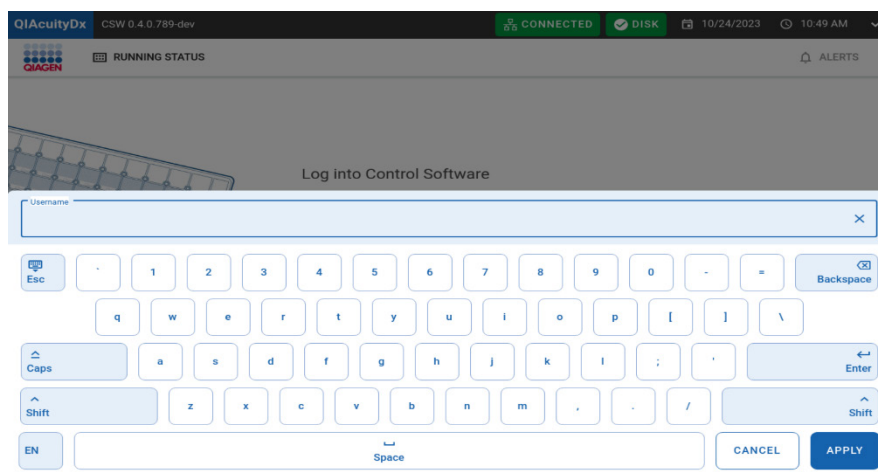 QIAcuityDx CSW 0.4.0.789-dev CONNECTED DISK 10/24/2023 10:49 AM
QIAGEN RUNNING STATUS ALERTS
Log into Control Software
Username
Esc ` 1 2 3 4 5 6 7 8 9 0 - = Backspace
q w e r t y u i o p [ ] \
Caps a s d f g h j k l ; ' Enter
Shift z x c v b n m , . / Shift
EN Space CANCEL APPLY